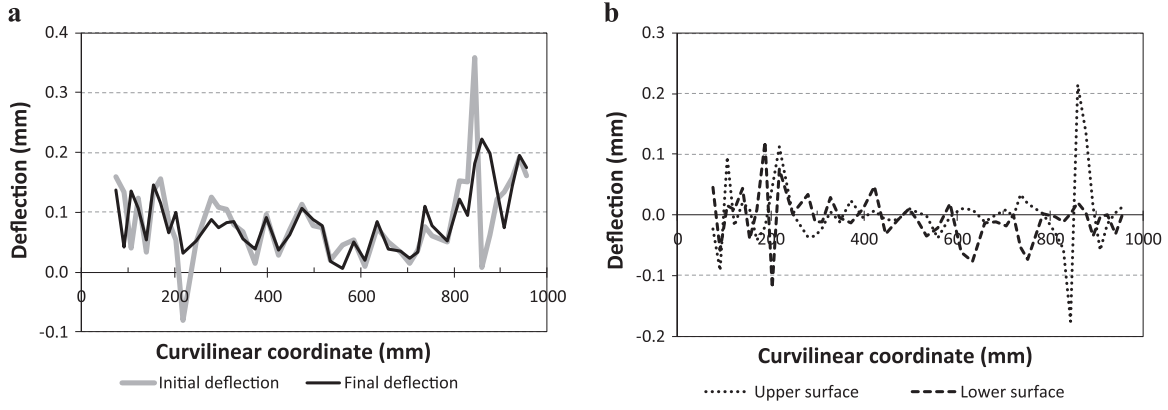 a
0.4
0.3
0.2
0.1
0.0
-0.1
0 200 400 600 800 1000
Deflection (mm)
Curvilinear coordinate (mm)
Initial deflection Final deflection
b
0.3
0.2
0.1
0.0
-0.1
-0.2
0 200 400 600 800 1000
Deflection (mm)
Curvilinear coordinate (mm)
Upper surface Lower surface